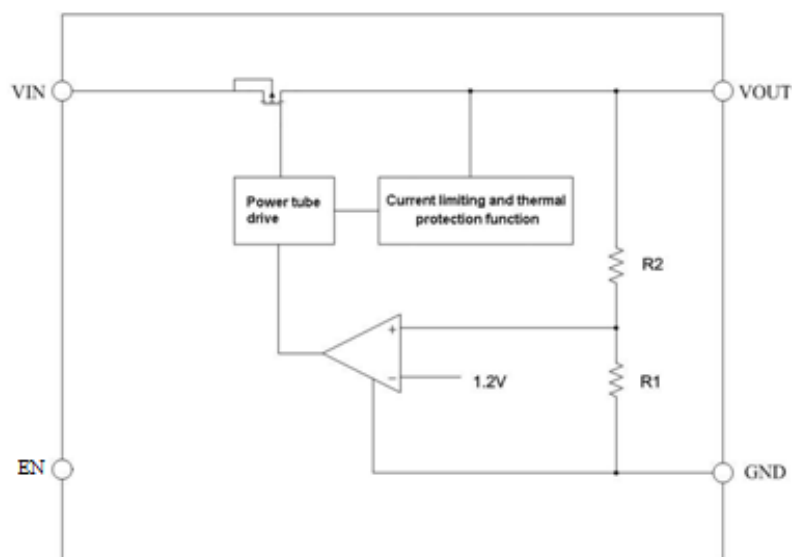 VIN
VOUT
Power tube
drive
Current limiting and thermal
protection function
R2
+
−
1.2V
R1
EN
GND